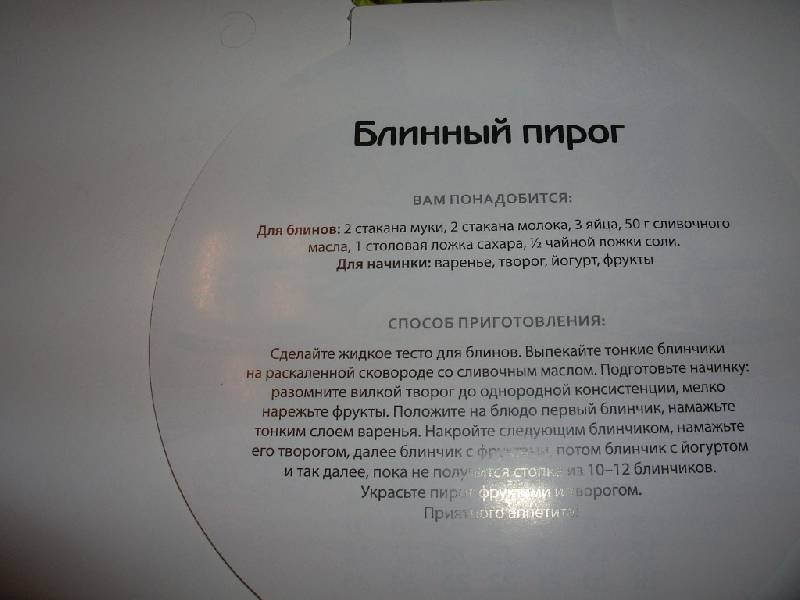 Блинный пирог
ВАМ ПОНАДОБИТСЯ:
Для блинов: 2 стакана муки, 2 стакана молока, 3 яйца, 50 г сливочного
масла, 1 столовая ложка сахара, ½ чайной ложки соли.
Для начинки: варенье, творог, йогурт, фрукты
СПОСОБ ПРИГОТОВЛЕНИЯ:
Сделайте жидкое тесто для блинов. Выпекайте тонкие блинчики
на раскаленной сковороде со сливочным маслом. Подготовьте начинку:
разомните вилкой творог до однородной консистенции, мелко
нарежьте фрукты. Положите на блюдо первый блинчик, намажьте
тонким слоем варенья. Накройте следующим блинчиком, намажьте
его творогом, далее блинчик с фруктами, потом блинчик с йогуртом
и так далее, пока не получится стопка из 10–12 блинчиков.
Украсьте пирог фруктами и творогом.
Приятного аппетита!